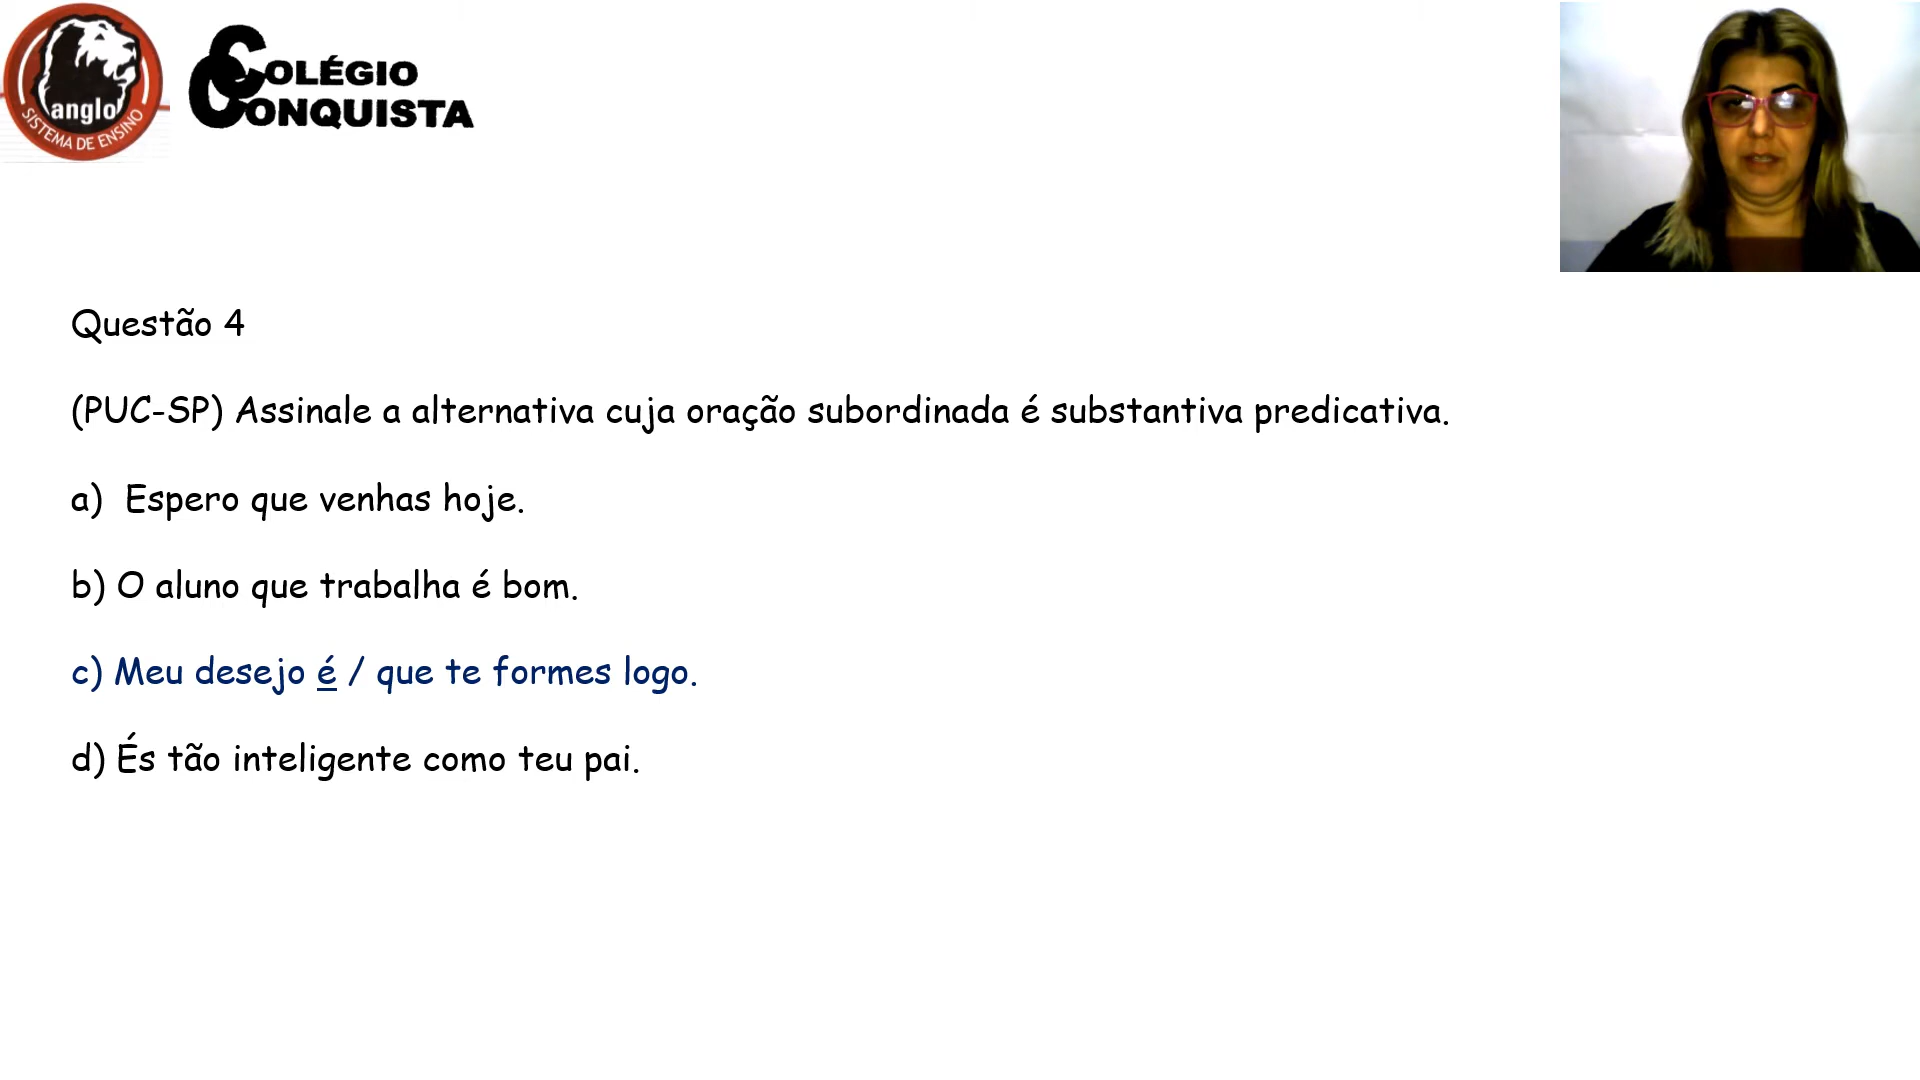 anglo
SISTEMA DE ENSINO
COLÉGIO
CONQUISTA
Questão 4
(PUC-SP) Assinale a alternativa cuja oração subordinada é substantiva predicativa.
a) Espero que venhas hoje.
b) O aluno que trabalha é bom.
c) Meu desejo é / que te formes logo.
d) És tão inteligente como teu pai.